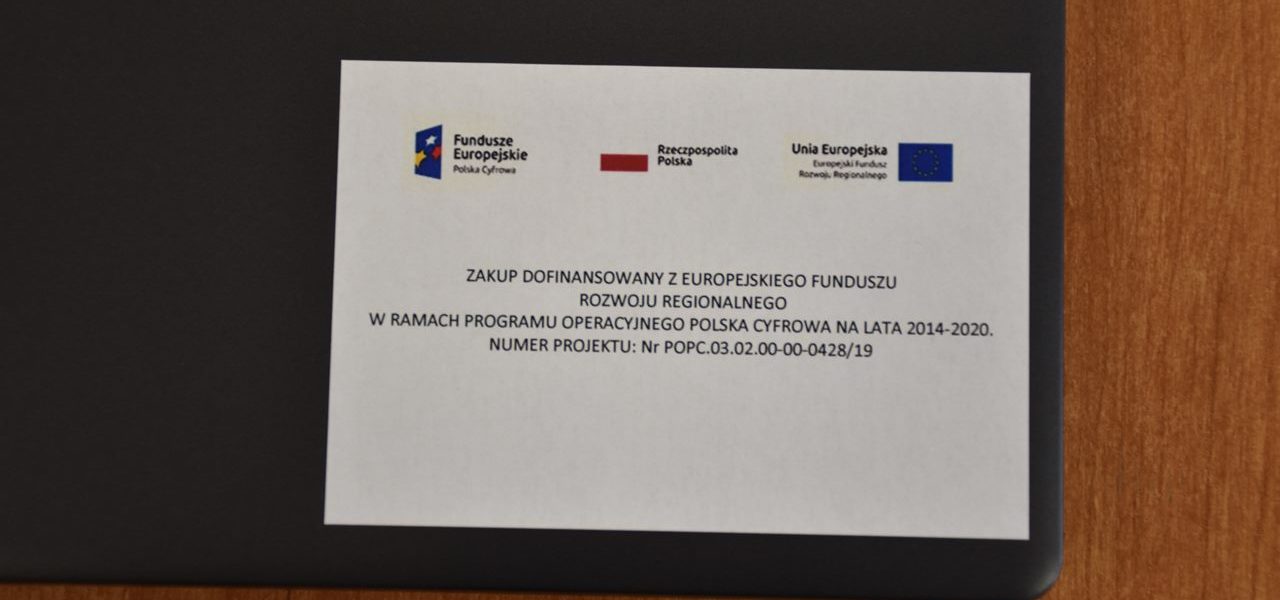 Fundusze
Europejskie
Polska Cyfrowa
Rzeczpospolita
Polska
Unia Europejska
Europejski Fundusz
Rozwoju Regionalnego
ZAKUP DOFINANSOWANY Z EUROPEJSKIEGO FUNDUSZU
ROZWOJU REGIONALNEGO
W RAMACH PROGRAMU OPERACYJNEGO POLSKA CYFROWA NA LATA 2014-2020.
NUMER PROJEKTU: Nr POPC.03.02.00-00-0428/19